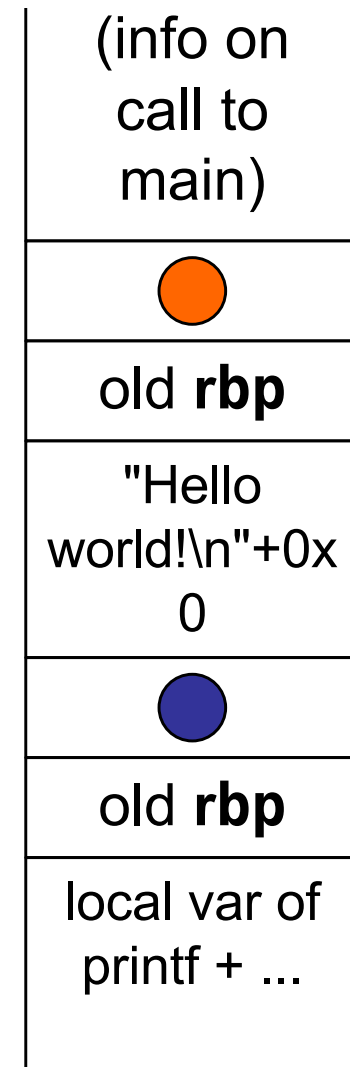 (info on
call to
main)
old rbp
"Hello
world!\n"+0x
0
old rbp
local var of
printf + ...